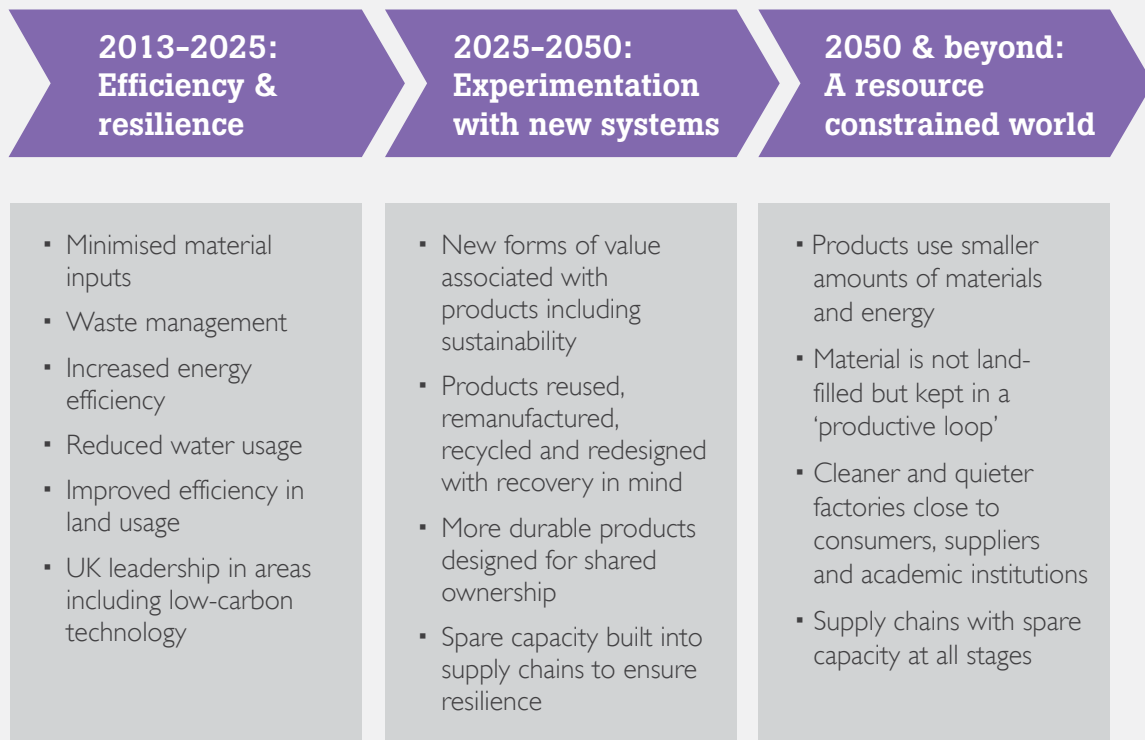 2013–2025:
Efficiency &
resilience
2025–2050:
Experimentation
with new systems
2050 & beyond:
A resource
constrained world
▪ Minimised material
inputs
▪ Waste management
▪ Increased energy
efficiency
▪ Reduced water usage
▪ Improved efficiency in
land usage
▪ UK leadership in areas
including low-carbon
technology
▪ New forms of value
associated with
products including
sustainability
▪ Products reused,
remanufactured,
recycled and redesigned
with recovery in mind
▪ More durable products
designed for shared
ownership
▪ Spare capacity built into
supply chains to ensure
resilience
▪ Products use smaller
amounts of materials
and energy
▪ Material is not land-
filled but kept in a
‘productive loop’
▪ Cleaner and quieter
factories close to
consumers, suppliers
and academic institutions
▪ Supply chains with spare
capacity at all stages